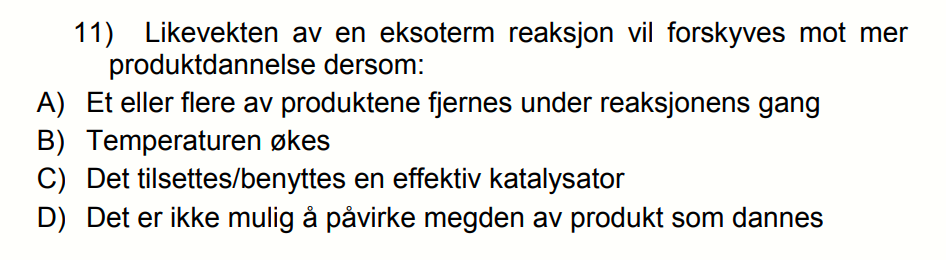 11) Likevekten av en eksoterm reaksjon vil forskyves mot mer
produktdannelse dersom:
A) Et eller flere av produktene fjernes under reaksjonens gang
B) Temperaturen økes
C) Det tilsettes/benyttes en effektiv katalysator
D) Det er ikke mulig å påvirke megden av produkt som dannes